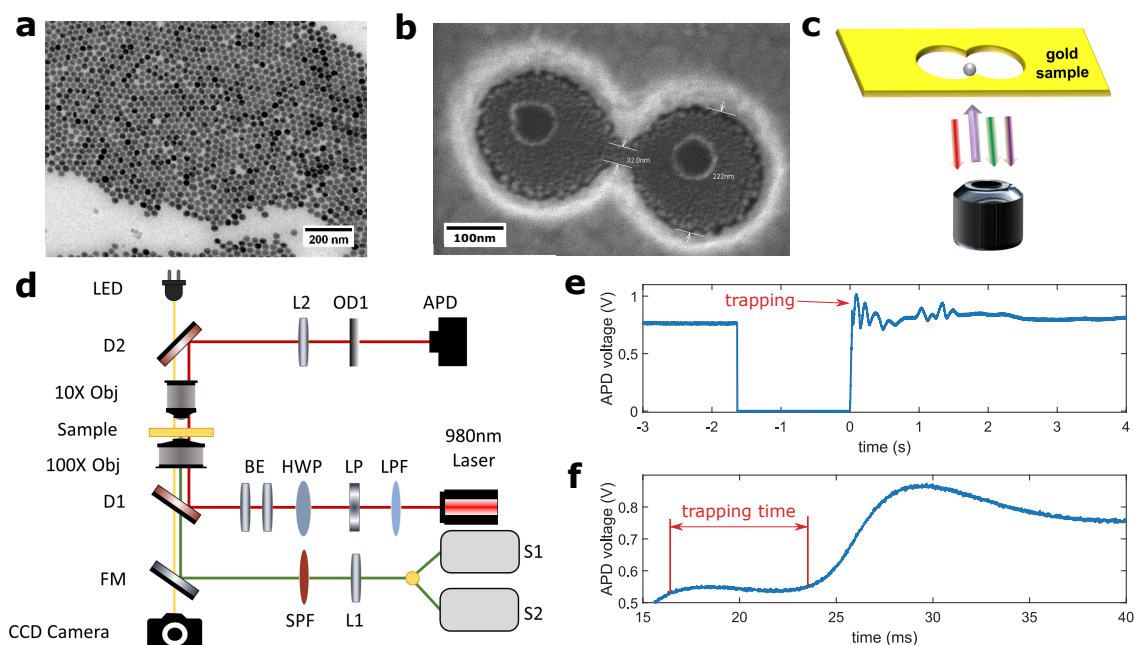 a
200 nm
b
32.0nm
222nm
100nm
c
gold
sample
d
LED
L2
OD1
APD
D2
10X Obj
Sample
100X Obj
980nm
Laser
BE
HWP
LP
LPF
D1
S1
FM
SPF
L1
S2
CCD Camera
e
APD voltage (V)
1
0.5
0
trapping
-3
-2
-1
0
1
2
3
4
time (s)
f
APD voltage (V)
0.8
0.7
0.6
0.5
trapping time
15
20
25
30
35
40
time (ms)